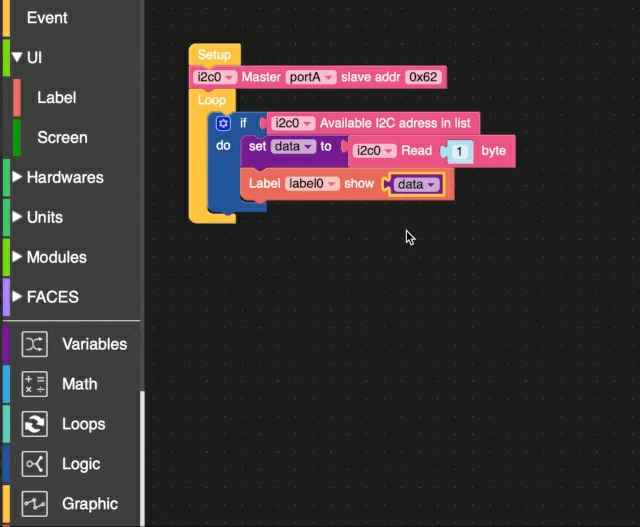 Event
UI
Label
Screen
Hardwares
Units
Modules
FACES
Variables
Math
Loops
Logic
Graphic
Setup
i2c0 Master portA slave addr 0x62
Loop
if i2c0 Available I2C adress in list
do set data to i2c0 Read 1 byte
Label label0 show data